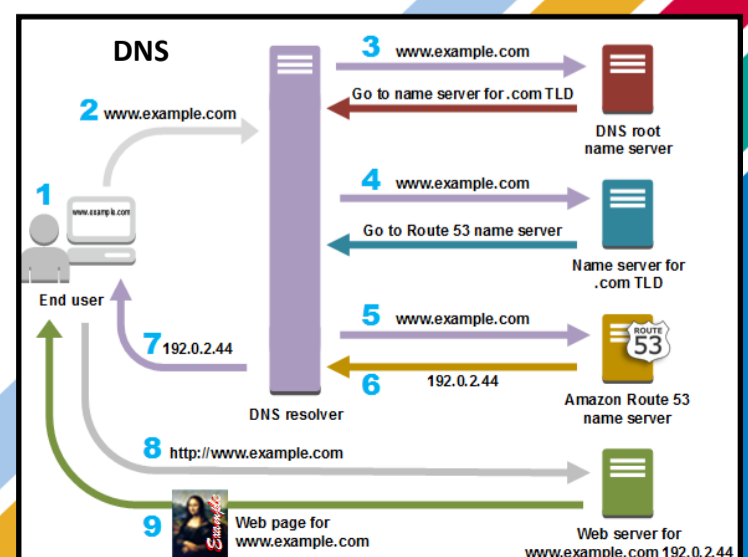 DNS
3 www.example.com
Go to name server for .com TLD
DNS root
name server
2 www.example.com
1
www.example.com
End user
4 www.example.com
Go to Route 53 name server
Name server for
.com TLD
5 www.example.com
ROUTE
53
6 192.0.2.44
Amazon Route 53
name server
7 192.0.2.44
DNS resolver
8 http://www.example.com
9
Example
Web page for
www.example.com
Web server for
www.example.com 192.0.2.44